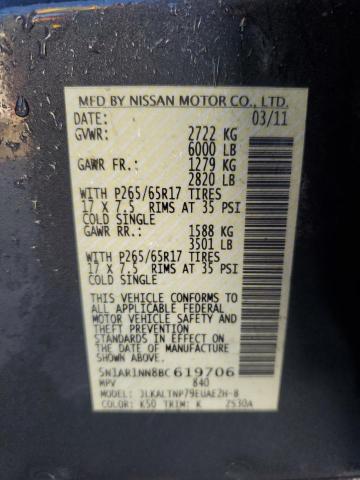 MFD BY NISSAN MOTOR CO., LTD.
DATE: 03/11
GVWR: 2722 KG
6000 LB
GAWR FR: 1279 KG
2820 LB
WITH P265/65R17 TIRES
17 X 7.5 RIMS AT 35 PSI
COLD SINGLE
GAWR RR: 1588 KG
3501 LB
WITH P265/65R17 TIRES
17 X 7.5 RIMS AT 35 PSI
COLD SINGLE
THIS VEHICLE CONFORMS TO
ALL APPLICABLE FEDERAL
MOTOR VEHICLE SAFETY AND
THEFT PREVENTION
STANDARDS IN EFFECT ON
THE DATE OF MANUFACTURE
SHOWN ABOVE.
5N1AR1NN8BC619706
MPV 840
JLKALTNP79EUAE2H-8
COLOR: K50 TRIM: K 2530A